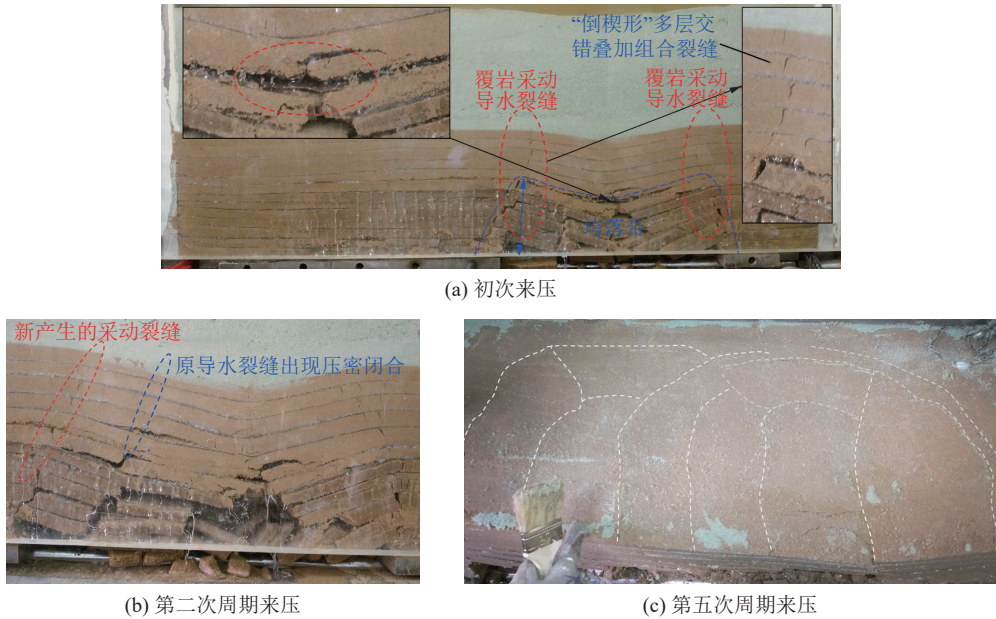 “倒楔形”多层交
错叠加组合裂缝
覆岩采动
导水裂缝
覆岩采动
导水裂缝
垮落带
(a) 初次来压
新产生的采动裂缝
原导水裂缝出现压密闭合
(b) 第二次周期来压
(c) 第五次周期来压